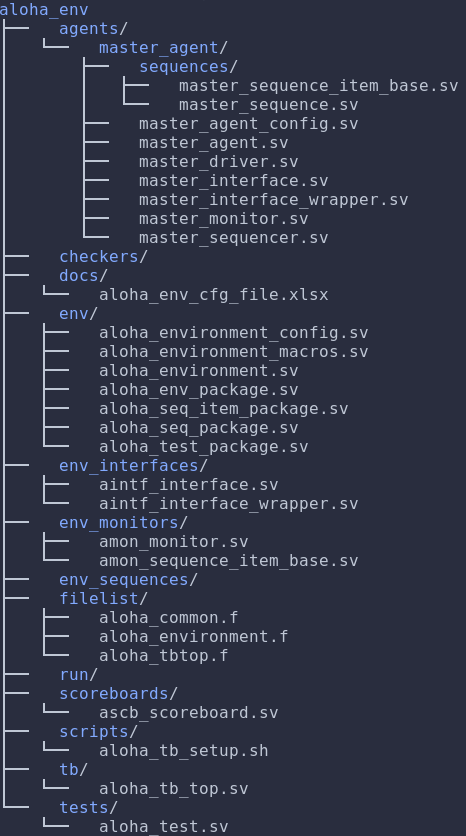 aloha_env
agents/
master_agent/
sequences/
master_sequence_item_base.sv
master_sequence.sv
master_agent_config.sv
master_agent.sv
master_driver.sv
master_interface.sv
master_interface_wrapper.sv
master_monitor.sv
master_sequencer.sv
checkers/
docs/
aloha_env_cfg_file.xlsx
env/
aloha_environment_config.sv
aloha_environment_macros.sv
aloha_environment.sv
aloha_env_package.sv
aloha_seq_item_package.sv
aloha_seq_package.sv
aloha_test_package.sv
env_interfaces/
aintf_interface.sv
aintf_interface_wrapper.sv
env_monitors/
amon_monitor.sv
amon_sequence_item_base.sv
env_sequences/
filelist/
aloha_common.f
aloha_environment.f
aloha_tbtop.f
run/
scoreboards/
ascb_scoreboard.sv
scripts/
aloha_tb_setup.sh
tb/
aloha_tb_top.sv
tests/
aloha_test.sv